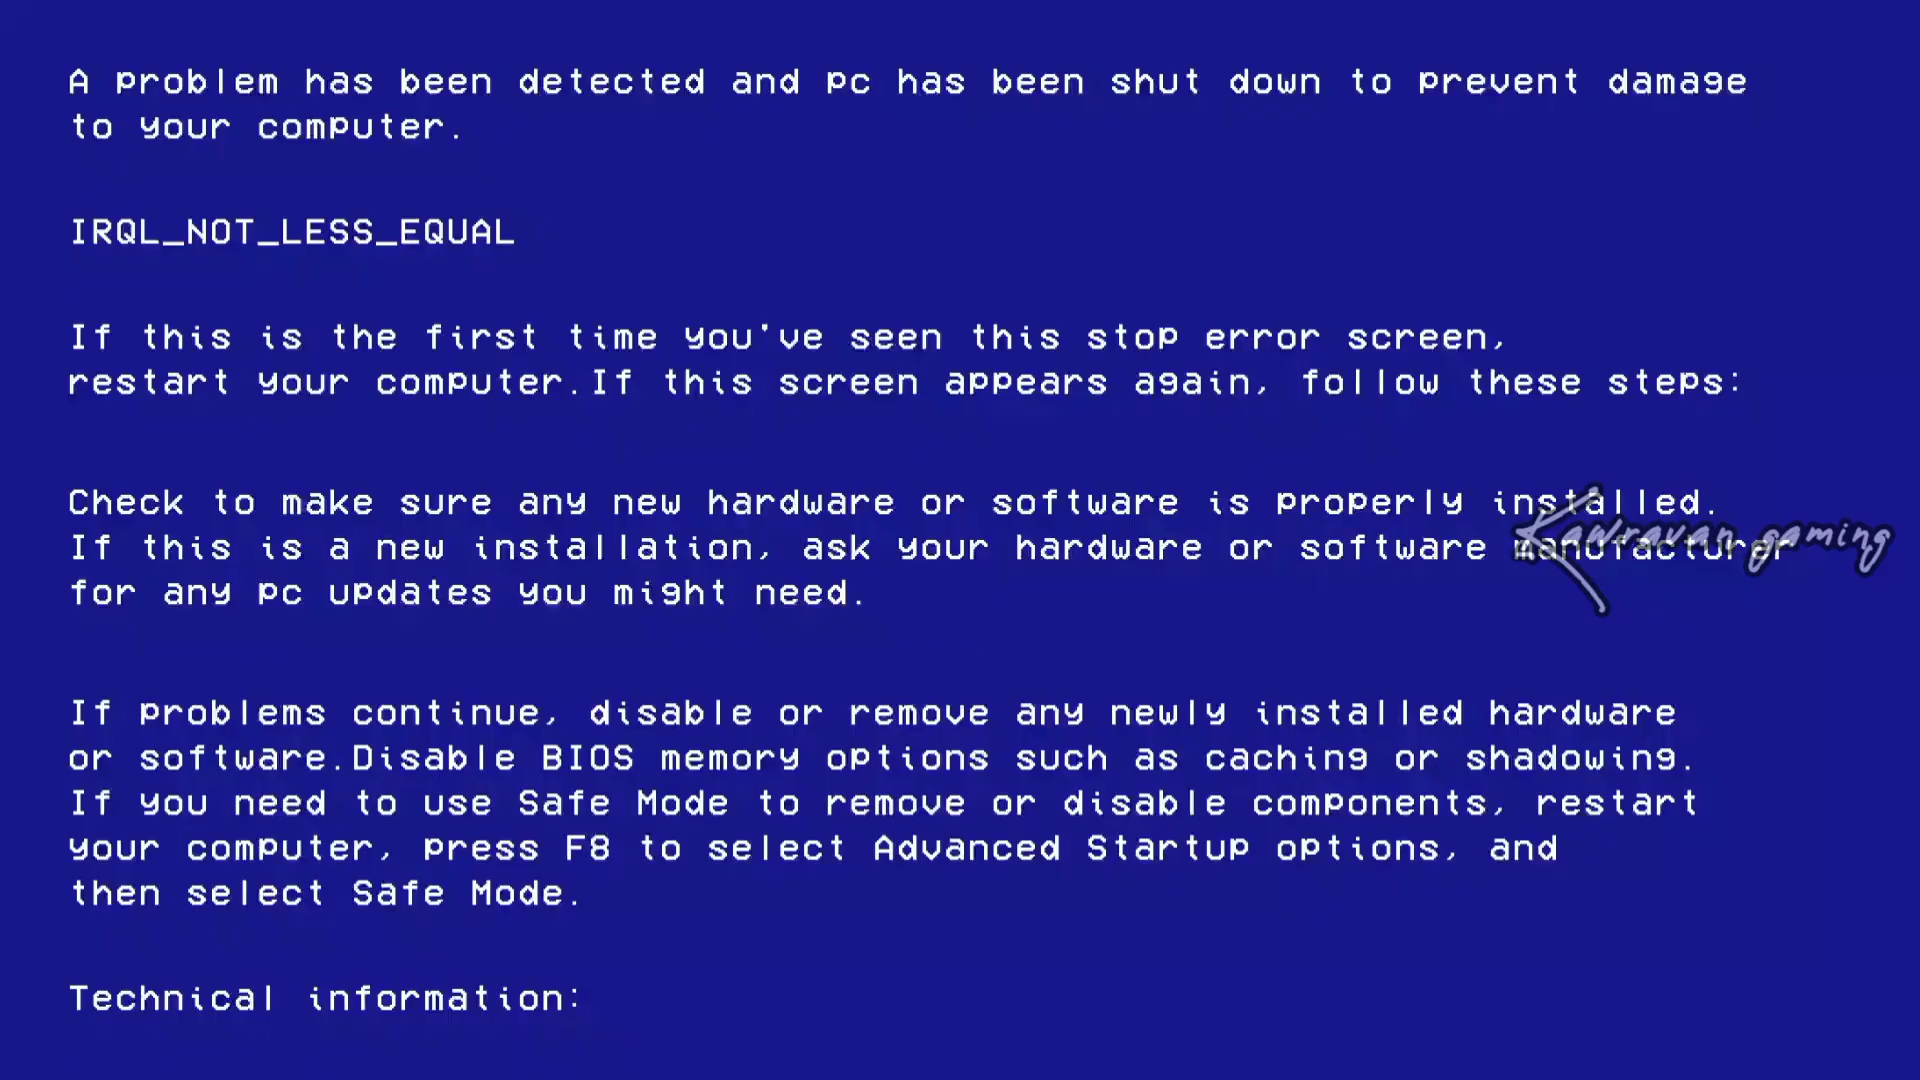 A problem has been detected and pc has been shut down to prevent damage
to your computer.
IRQL_NOT_LESS_EQUAL
If this is the first time you've seen this stop error screen,
restart your computer.If this screen appears again, follow these steps:
Check to make sure any new hardware or software is properly installed.
If this is a new installation, ask your hardware or software manufacturer
for any pc updates you might need.
Kadravan gaming
If problems continue, disable or remove any newly installed hardware
or software.Disable BIOS memory options such as caching or shadowing.
If you need to use Safe Mode to remove or disable components, restart
your computer, press F8 to select Advanced Startup options, and
then select Safe Mode.
Technical information: